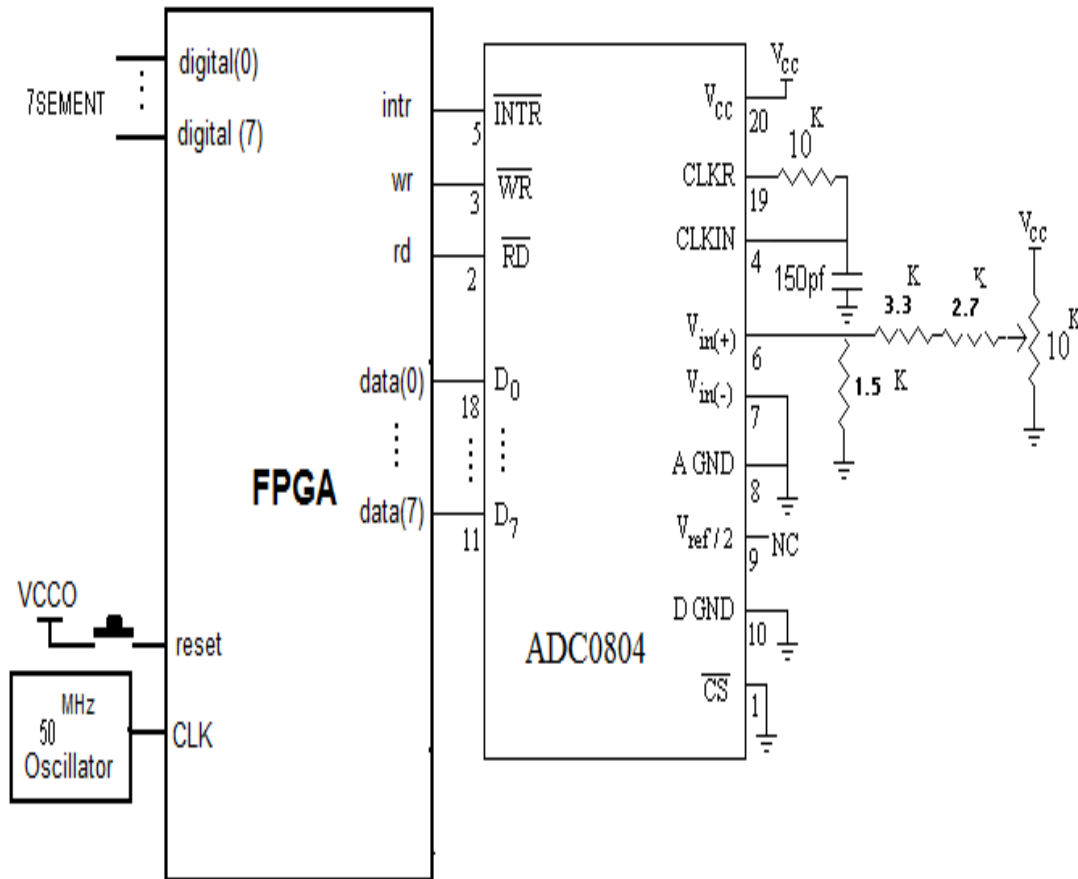 digital(0)
7SEMENT
digital (7)
intr
wr
rd
data(0)
data(7)
FPGA
VCCO
reset
MHz
50
Oscillator
CLK
5
3
2
18
11
INTR
WR
RD
D0
D7
ADC0804
Vcc
20
CLKR
19
CLKIN
4
Vin(+)
6
Vin(-)
7
A GND
8
Vref/2
9
NC
D GND
10
CS
1
Vcc
10K
150pf
3.3 K
2.7 K
1.5 K
Vcc
10K